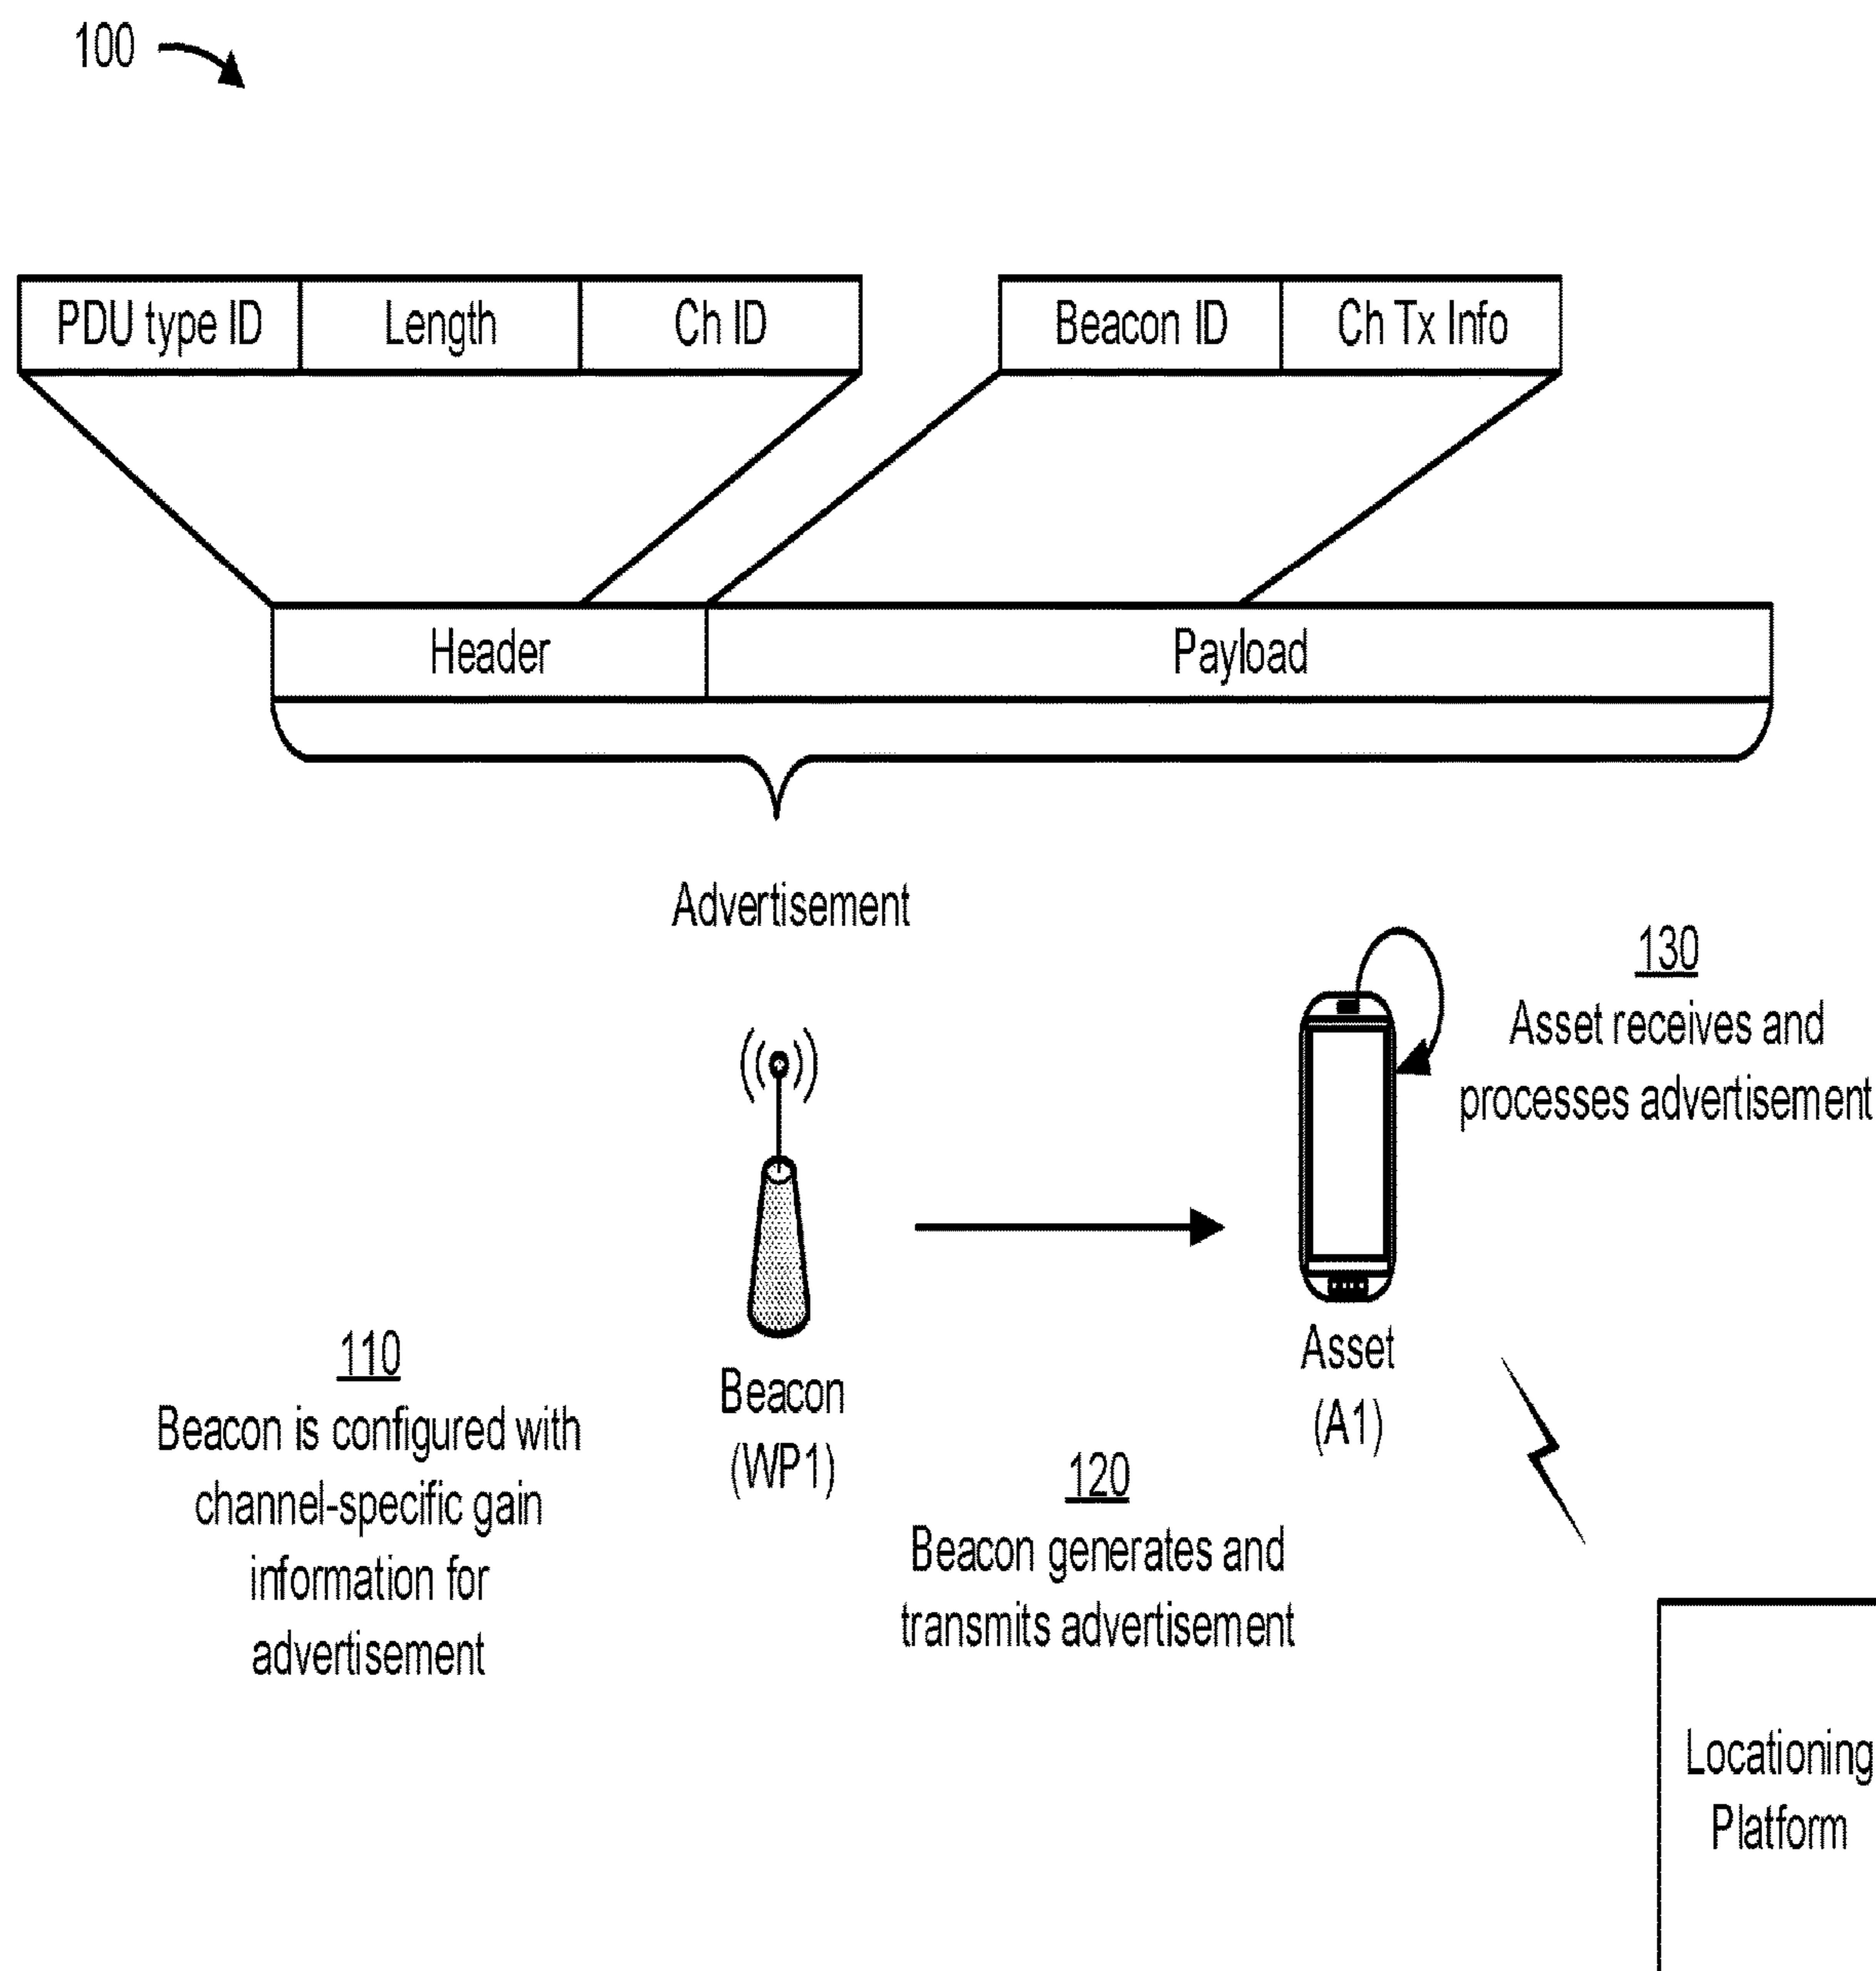 100
PDU type ID Length Ch ID Beacon ID Ch Tx Info
Header Payload
Advertisement
130
Asset receives and
processes advertisement
Asset
(A1)
Beacon
(WP1)
110
Beacon is configured with
channel-specific gain
information for
advertisement
120
Beacon generates and
transmits advertisement
Locationing
Platform